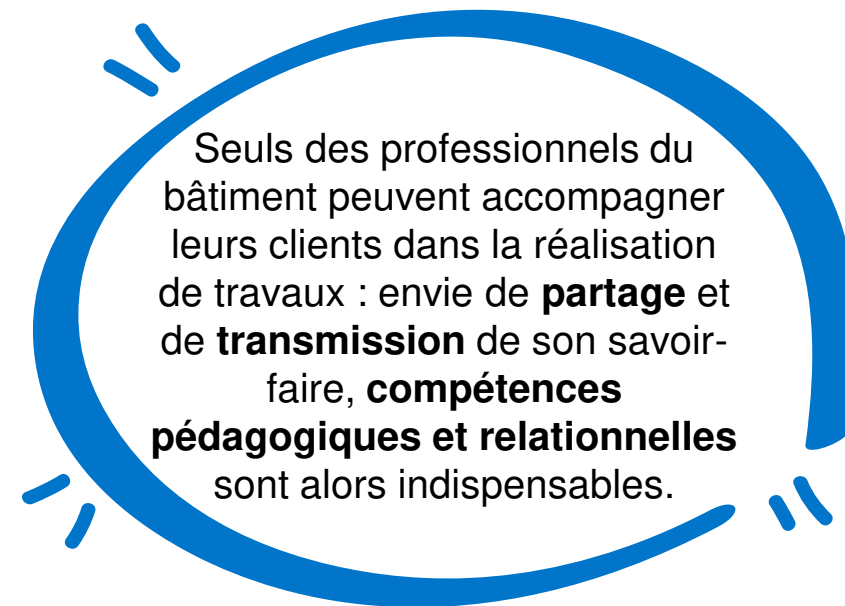 Seuls des professionnels du
bâtiment peuvent accompagner
leurs clients dans la réalisation
de travaux : envie de partage et
de transmission de son savoir-
faire, compétences
pédagogiques et relationnelles
sont alors indispensables.